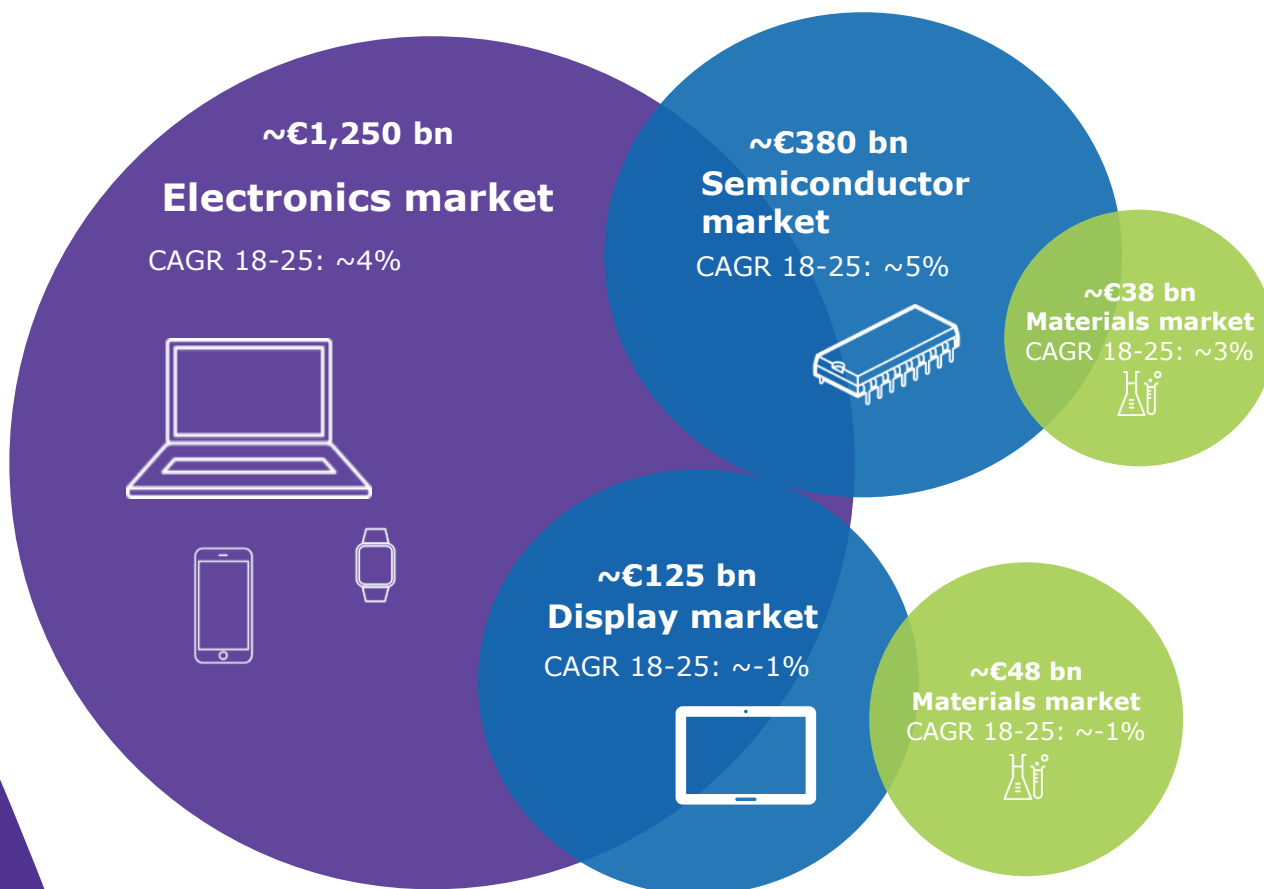 ~€1,250 bn
Electronics market
CAGR 18-25: ~4%
~€380 bn
Semiconductor
market
CAGR 18-25: ~5%
~€38 bn
Materials market
CAGR 18-25: ~3%
~€125 bn
Display market
CAGR 18-25: ~-1%
~€48 bn
Materials market
CAGR 18-25: ~-1%